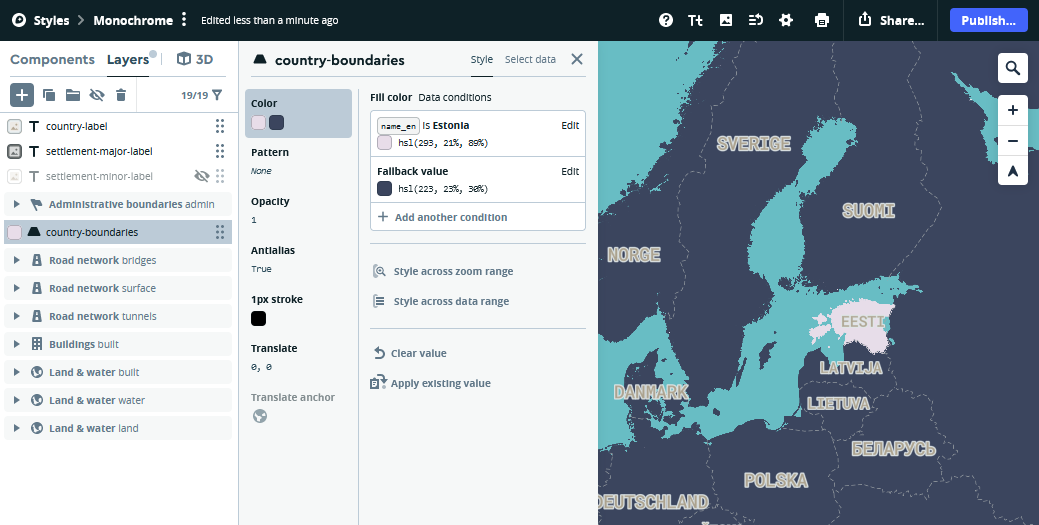 Styles
Monochrome
Edited less than a minute ago
Tt
Share...
Publish...
Components
Layers
3D
19/19
T country-label
T settlement-major-label
T settlement-minor-label
Administrative boundaries admin
country-boundaries
Road network bridges
Road network surface
Road network tunnels
Buildings built
Land & water built
Land & water water
Land & water land
country-boundaries
Style
Select data
Color
Pattern
None
Opacity
1
Antialias
True
1px stroke
Translate
0, 0
Translate anchor
Fill color Data conditions
name_en is Estonia
Edit
hsl(293, 21%, 89%)
Fallback value
Edit
hsl(223, 23%, 30%)
Add another condition
Style across zoom range
Style across data range
Clear value
Apply existing value
SVERIGE
SUOMI
NORGE
EESTI
LATVIJA
DANMARK
LIETUVA
БЕЛАРУСЬ
POLSKA
DEUTSCHLAND